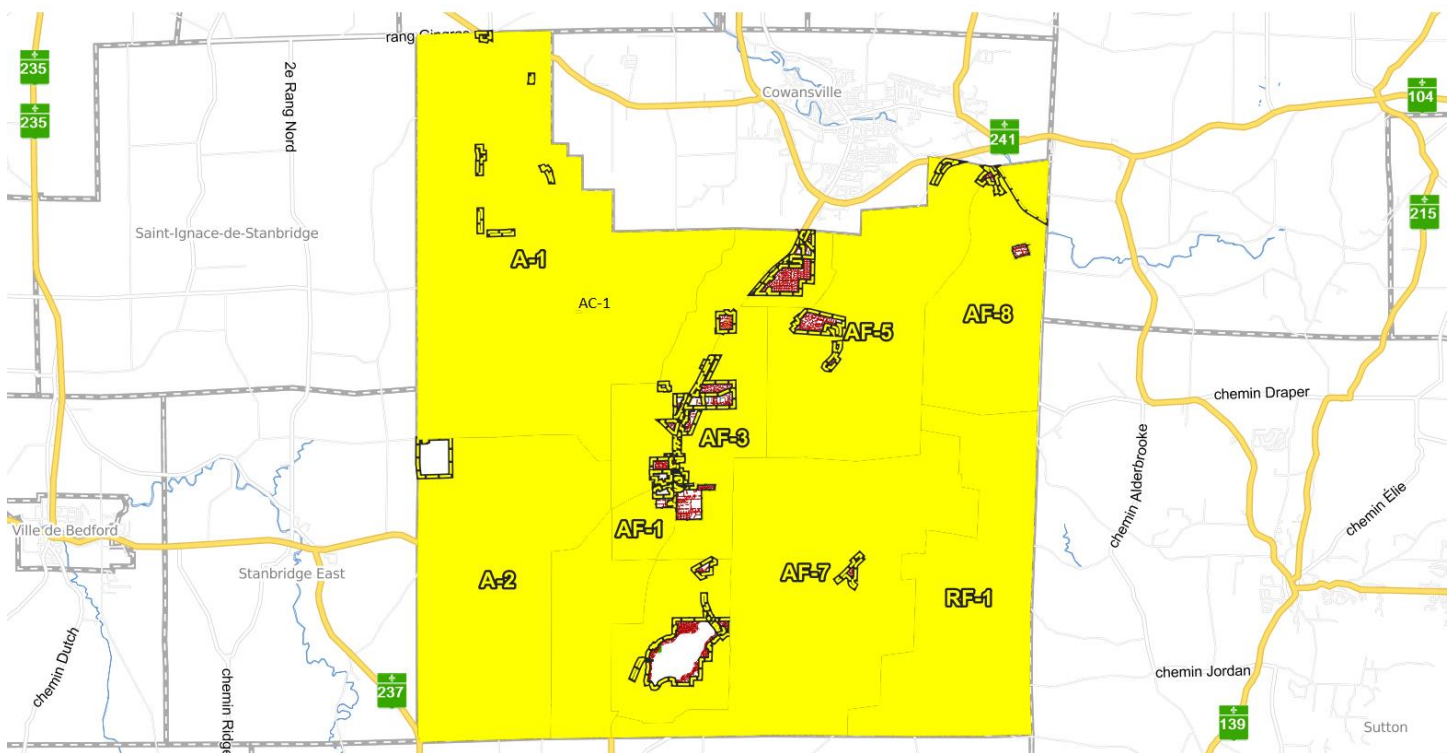 rang Gingras
235
235
2e Rang Nord
Cowansville
104
241
215
Saint-Ignace-de-Stanbridge
A-1
AC-1
AF-8
AF-5
chemin Draper
AF-3
chemin Alderbrooke
chemin Élie
Ville de Bedford
AF-1
Stanbridge East
A-2
AF-7
RF-1
chemin Dutch
chemin Ridge
237
chemin Jordan
139
Sutton